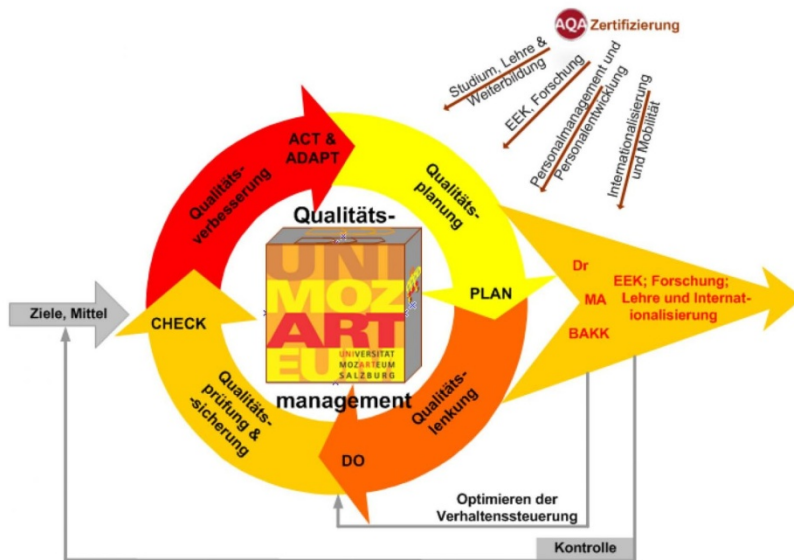 AQA Zertifizierung
Studium, Lehre &
Weiterbildung
EEK, Forschung
Personalmanagement und
Personalentwicklung
Internationalisierung
und Mobilität
ACT &
ADAPT
Qualitäts-
verbesserung
Qualitäts-
planung
PLAN
Qualitäts-
UNI
MOZ
ART
EUM
UNIVERSITÄT
MOZARTEUM
SALZBURG
management
Dr
MA
BAKK
EEK; Forschung;
Lehre und Internat-
ionalisierung
Ziele, Mittel
CHECK
Qualitäts-
prüfung &
-sicherung
DO
Qualitäts-
lenkung
Optimieren der
Verhaltenssteuerung
Kontrolle